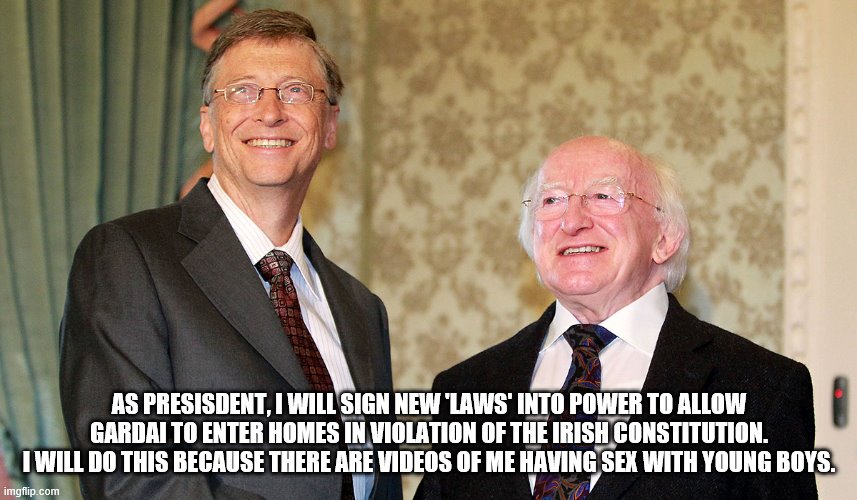 AS PRESISDENT, I WILL SIGN NEW 'LAWS' INTO POWER TO ALLOW
GARDAI TO ENTER HOMES IN VIOLATION OF THE IRISH CONSTITUTION.
I WILL DO THIS BECAUSE THERE ARE VIDEOS OF ME HAVING SEX WITH YOUNG BOYS.
imgflip.com